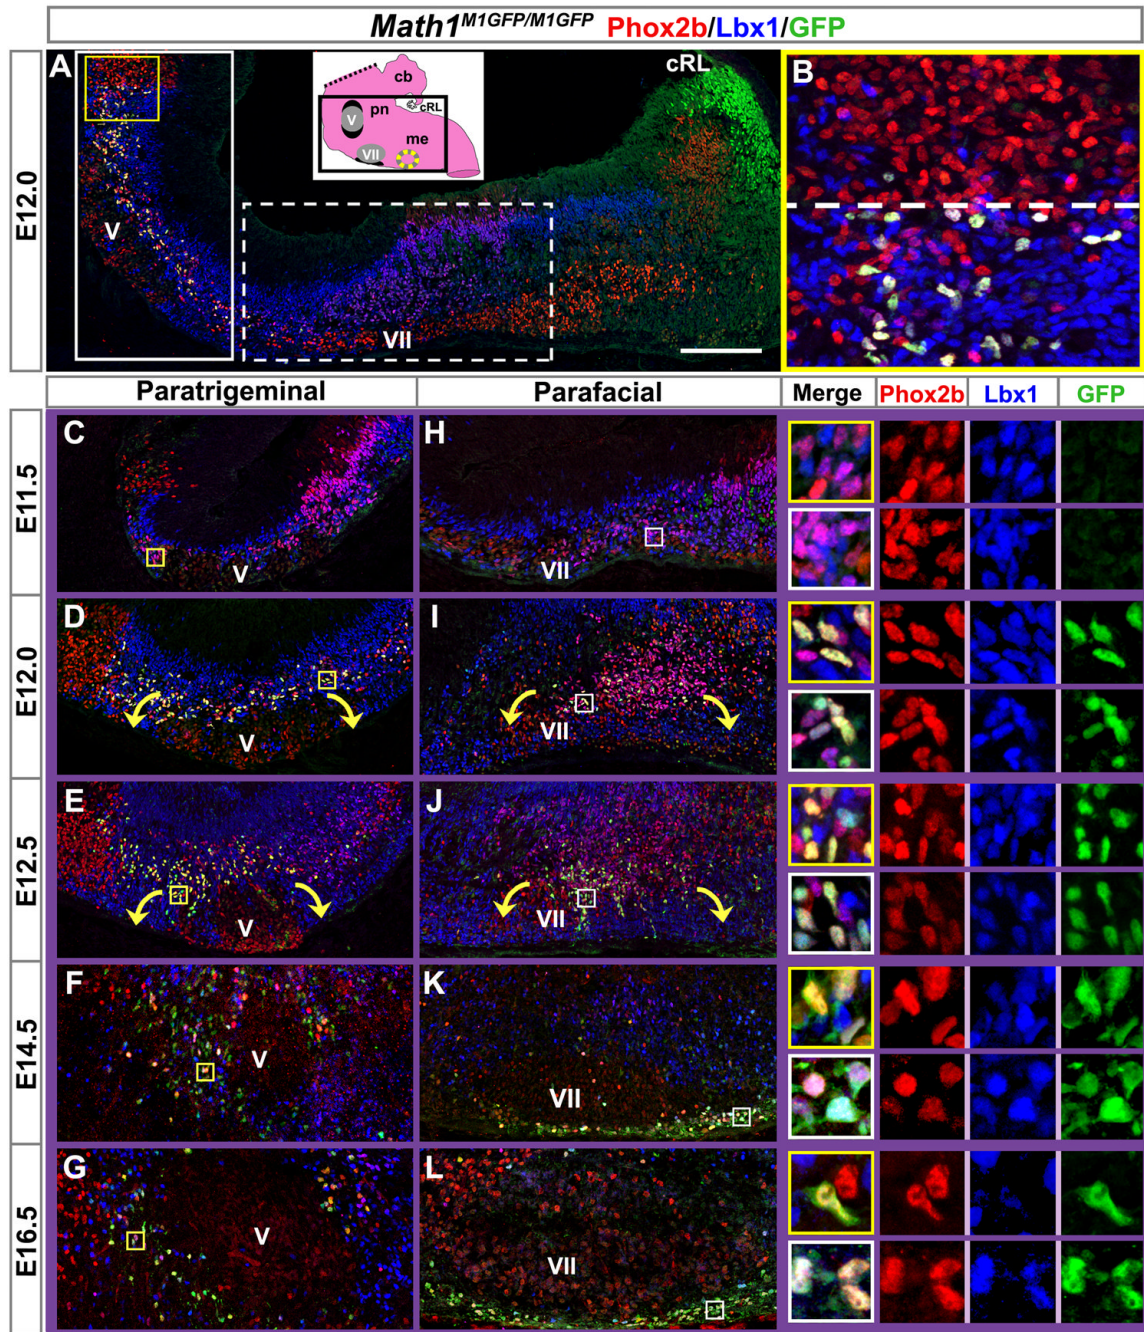 Math1M1GFP/M1GFP Phox2b/Lbx1/GFP
E12.0
A
cb
cRL
pn
V
me
VII
cRL
V
VII
B
Paratrigeminal Parafacial Merge Phox2b Lbx1 GFP
E11.5
C
V
H
VII
E12.0
D
V
I
VII
E12.5
E
V
J
VII
E14.5
F
V
K
VII
E16.5
G
V
L
VII